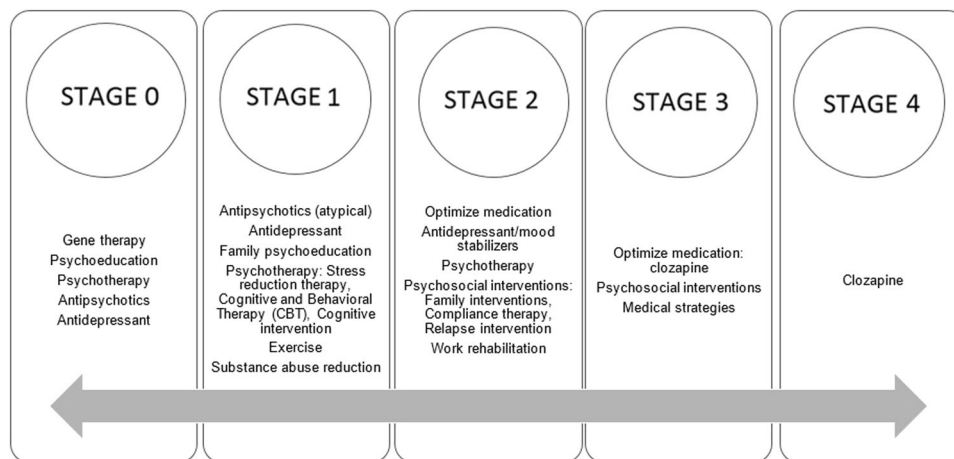 STAGE 0
Gene therapy
Psychoeducation
Psychotherapy
Antipsychotics
Antidepressant
STAGE 1
Antipsychotics (atypical)
Antidepressant
Family psychoeducation
Psychotherapy: Stress
reduction therapy,
Cognitive and Behavioral
Therapy (CBT), Cognitive
intervention
Exercise
Substance abuse reduction
STAGE 2
Optimize medication
Antidepressant/mood
stabilizers
Psychotherapy
Psychosocial interventions:
Family interventions,
Compliance therapy,
Relapse intervention
Work rehabilitation
STAGE 3
Optimize medication:
clozapine
Psychosocial interventions
Medical strategies
STAGE 4
Clozapine